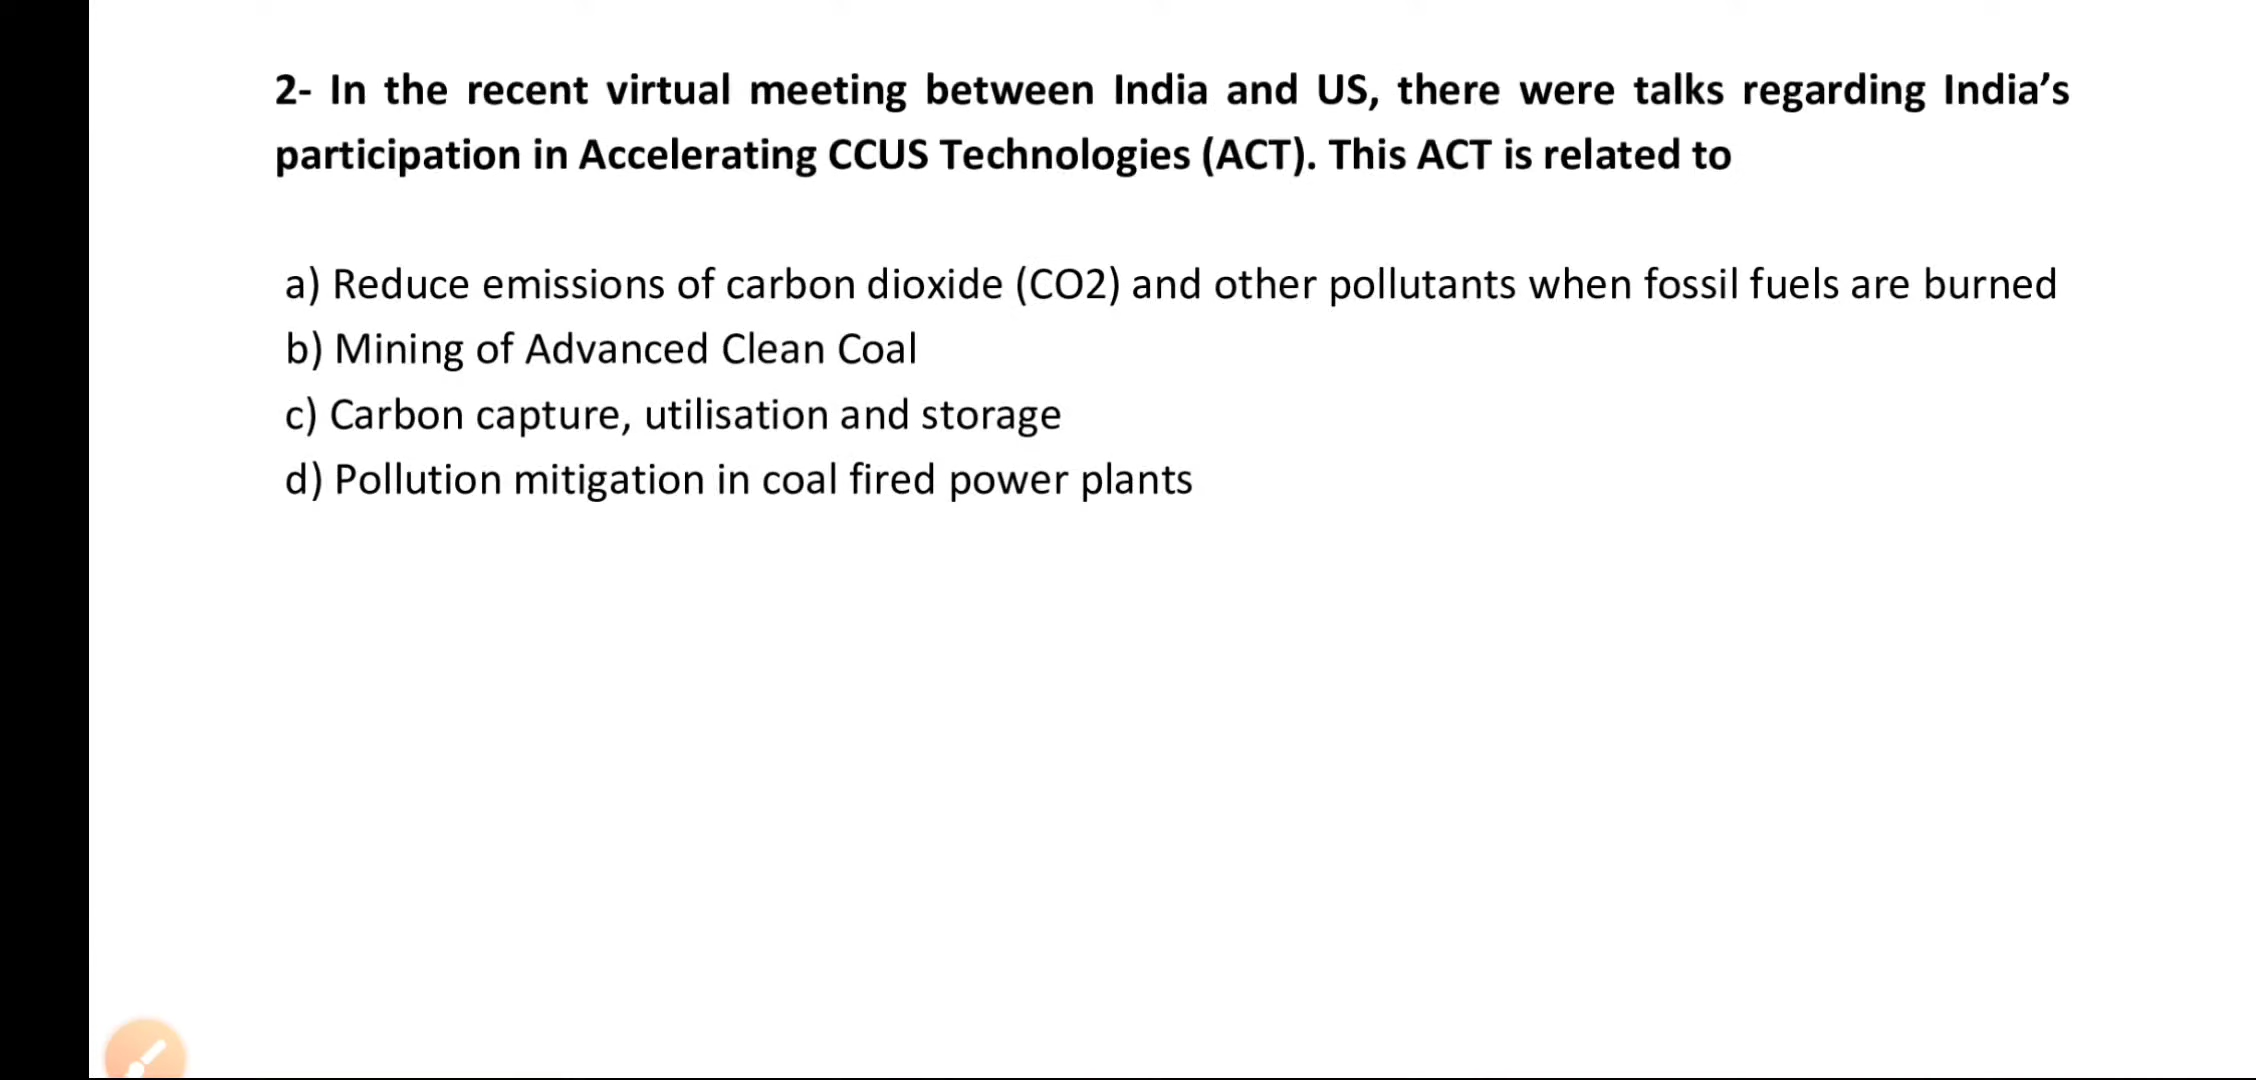 2- In the recent virtual meeting between India and US, there were talks regarding India’s
participation in Accelerating CCUS Technologies (ACT). This ACT is related to
a) Reduce emissions of carbon dioxide (CO2) and other pollutants when fossil fuels are burned
b) Mining of Advanced Clean Coal
c) Carbon capture, utilisation and storage
d) Pollution mitigation in coal fired power plants